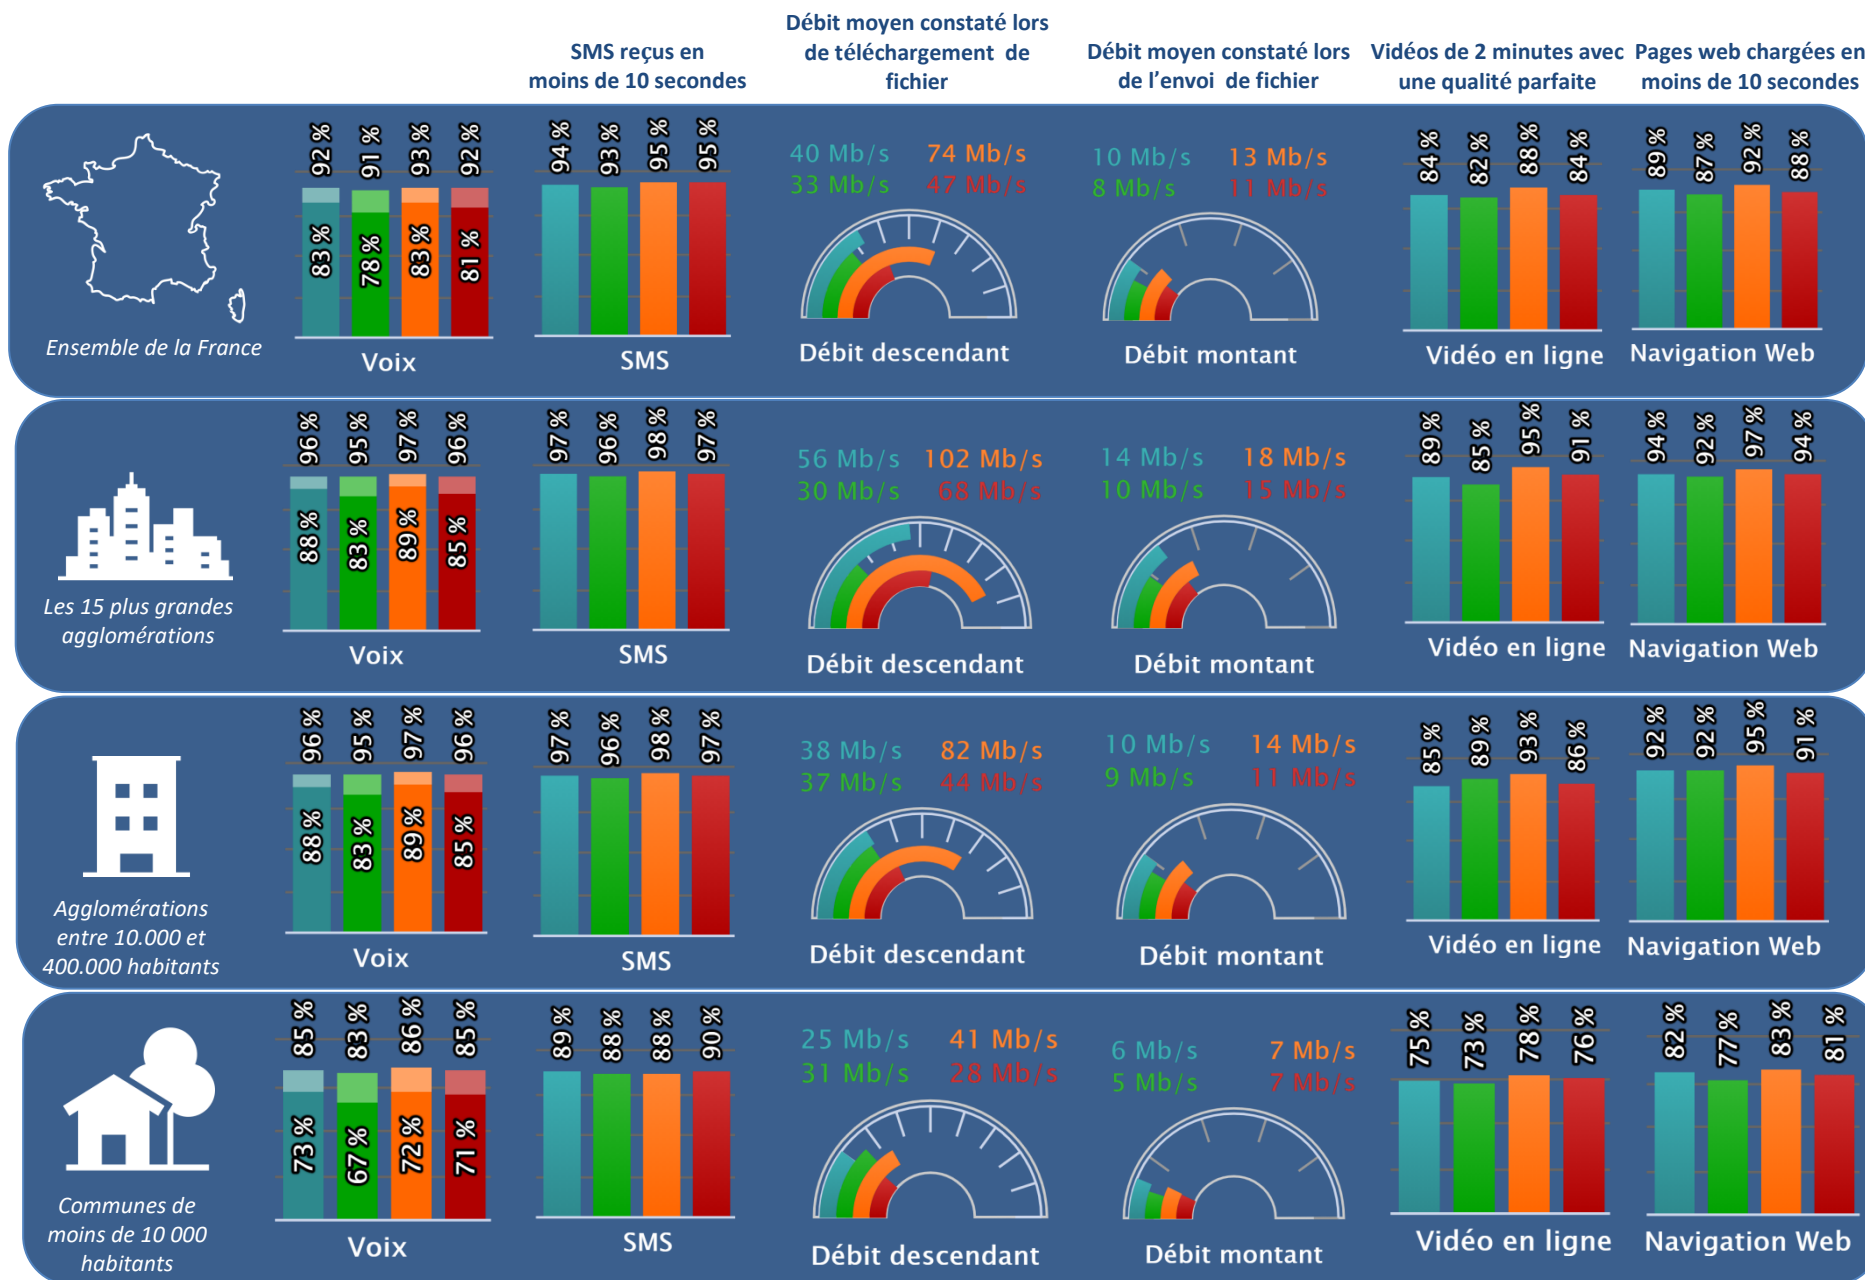 Débit moyen constaté lors
de téléchargement de
fichier
SMS reçus en
moins de 10 secondes
Débit moyen constaté lors
de l'envoi de fichier
Vidéos de 2 minutes avec
une qualité parfaite
Pages web chargées en
moins de 10 secondes
Ensemble de la France
92 % 91 % 93 % 92 %
83 % 78 % 83 % 81 %
Voix
94 % 93 % 95 % 95 %
SMS
40 Mb/s 74 Mb/s
33 Mb/s 47 Mb/s
Débit descendant
10 Mb/s 13 Mb/s
8 Mb/s 11 Mb/s
Débit montant
84 % 82 % 88 % 84 %
Vidéo en ligne
89 % 87 % 92 % 88 %
Navigation Web
Les 15 plus grandes
agglomérations
96 % 95 % 97 % 96 %
88 % 83 % 89 % 85 %
Voix
97 % 96 % 98 % 97 %
SMS
56 Mb/s 102 Mb/s
30 Mb/s 68 Mb/s
Débit descendant
14 Mb/s 18 Mb/s
10 Mb/s 15 Mb/s
Débit montant
89 % 85 % 95 % 91 %
Vidéo en ligne
94 % 92 % 97 % 94 %
Navigation Web
Agglomérations
entre 10.000 et
400.000 habitants
96 % 95 % 97 % 96 %
88 % 83 % 89 % 85 %
Voix
97 % 96 % 98 % 97 %
SMS
38 Mb/s 82 Mb/s
37 Mb/s 44 Mb/s
Débit descendant
10 Mb/s 14 Mb/s
9 Mb/s 11 Mb/s
Débit montant
85 % 89 % 93 % 86 %
Vidéo en ligne
92 % 92 % 95 % 91 %
Navigation Web
Communes de
moins de 10 000
habitants
85 % 83 % 86 % 85 %
73 % 67 % 72 % 71 %
Voix
89 % 88 % 88 % 90 %
SMS
25 Mb/s 41 Mb/s
31 Mb/s 28 Mb/s
Débit descendant
6 Mb/s 7 Mb/s
5 Mb/s 7 Mb/s
Débit montant
75 % 73 % 78 % 76 %
Vidéo en ligne
82 % 77 % 83 % 81 %
Navigation Web